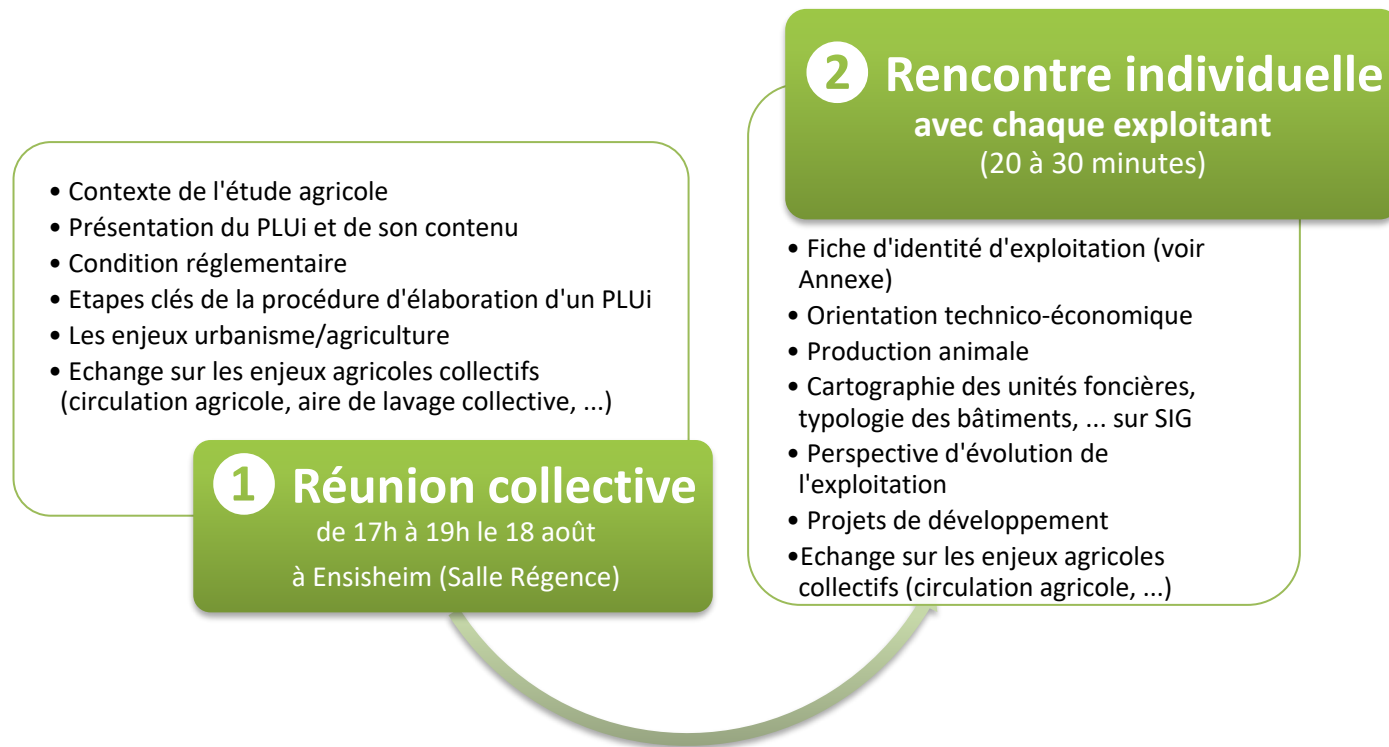 • Contexte de l'étude agricole
• Présentation du PLUi et de son contenu
• Condition réglementaire
• Etapes clés de la procédure d'élaboration d'un PLUi
• Les enjeux urbanisme/agriculture
• Echange sur les enjeux agricoles collectifs
(circulation agricole, aire de lavage collective, ...)
1 Réunion collective
de 17h à 19h le 18 août
à Ensisheim (Salle Régence)
2 Rencontre individuelle
avec chaque exploitant
(20 à 30 minutes)
• Fiche d'identité d'exploitation (voir
Annexe)
• Orientation technico-économique
• Production animale
• Cartographie des unités foncières,
typologie des bâtiments, ... sur SIG
• Perspective d'évolution de
l'exploitation
• Projets de développement
•Echange sur les enjeux agricoles
collectifs (circulation agricole, ...)